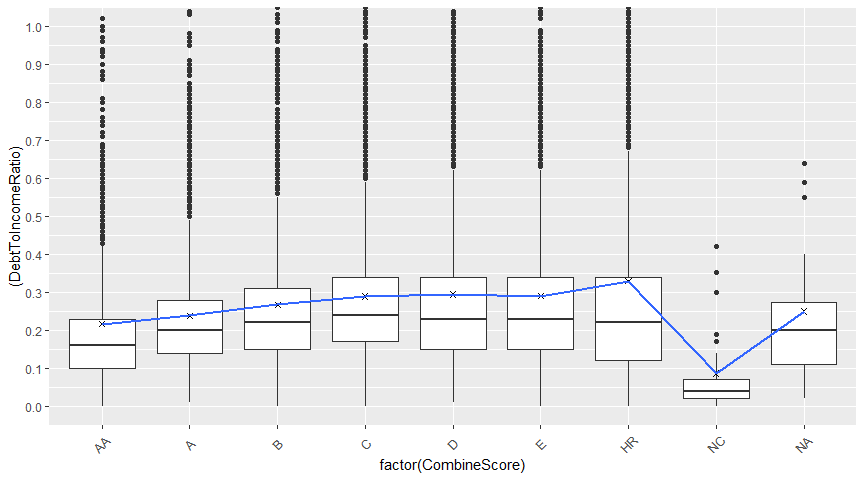 1.0
0.9
0.8
0.7
0.6
0.5
0.4
0.3
0.2
0.1
0.0
(DebtToIncomeRatio)
AA
A
B
C
D
E
HR
NC
NA
factor(CombineScore)